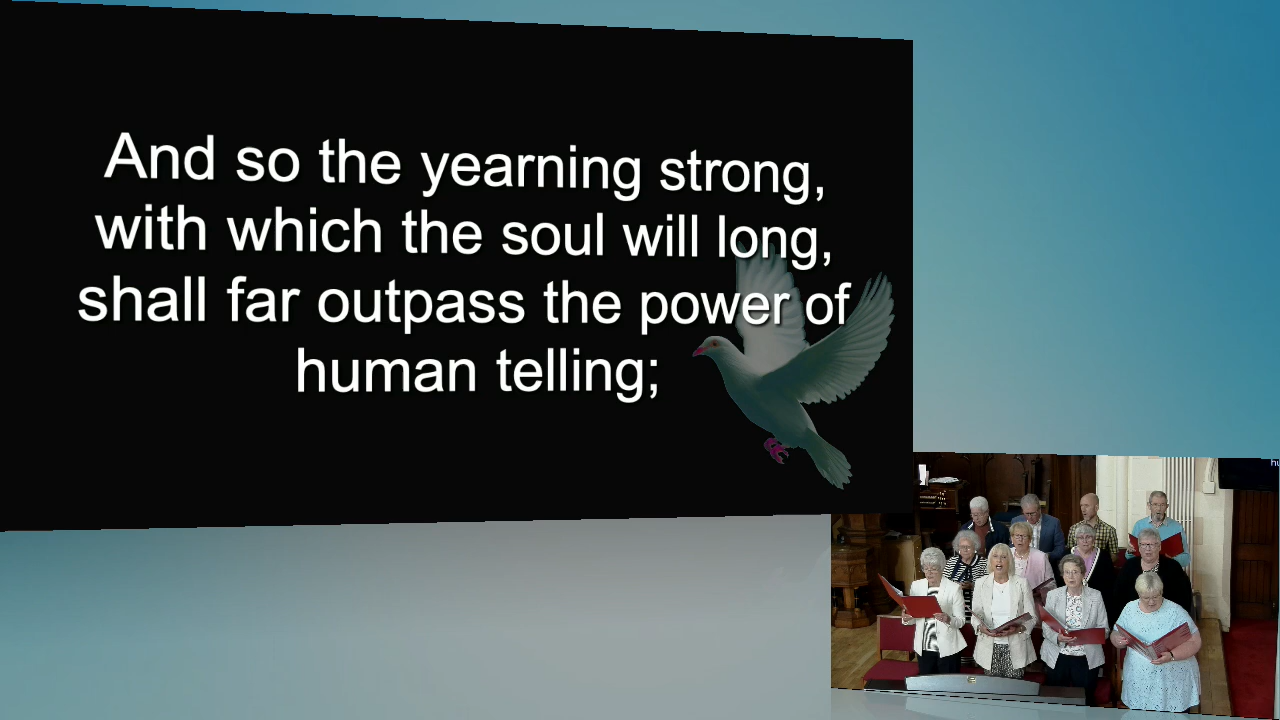 And so the yearning strong,
with which the soul will long,
shall far outpass the power of
human telling;